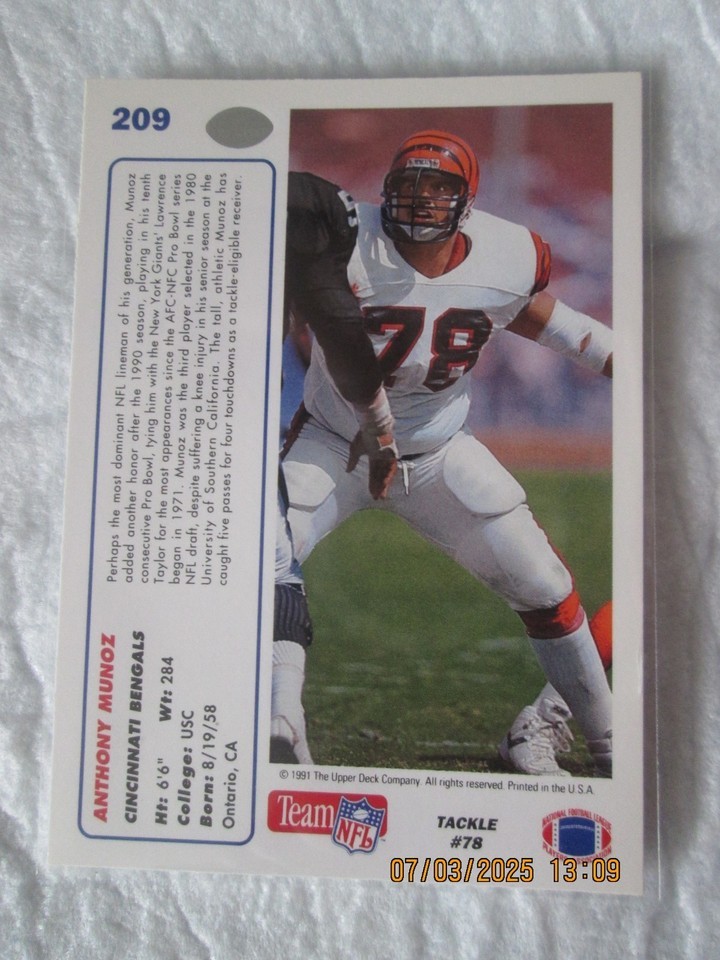 209
ANTHONY MUNOZ
CINCINNATI BENGALS
Ht: 6'6" Wt: 284
College: USC
Born: 8/19/58
Ontario, CA
Perhaps the most dominant NFL lineman of his generation, Munoz
added another honor after the 1990 season, playing in his tenth
consecutive Pro Bowl, tying him with the New York Giants' Lawrence
Taylor for the most appearances since the AFC-NFC Pro Bowl series
began in 1971. Munoz was the third player selected in the 1980
NFL draft, despite suffering a knee injury in his senior season at the
University of Southern California. The tall, athletic Munoz has
caught five passes for four touchdowns as a tackle-eligible receiver.
78
© 1991 The Upper Deck Company. All rights reserved. Printed in the U.S.A.
Team NFL
TACKLE
#78
NATIONAL FOOTBALL LEAGUE
07/03/2025 13:09